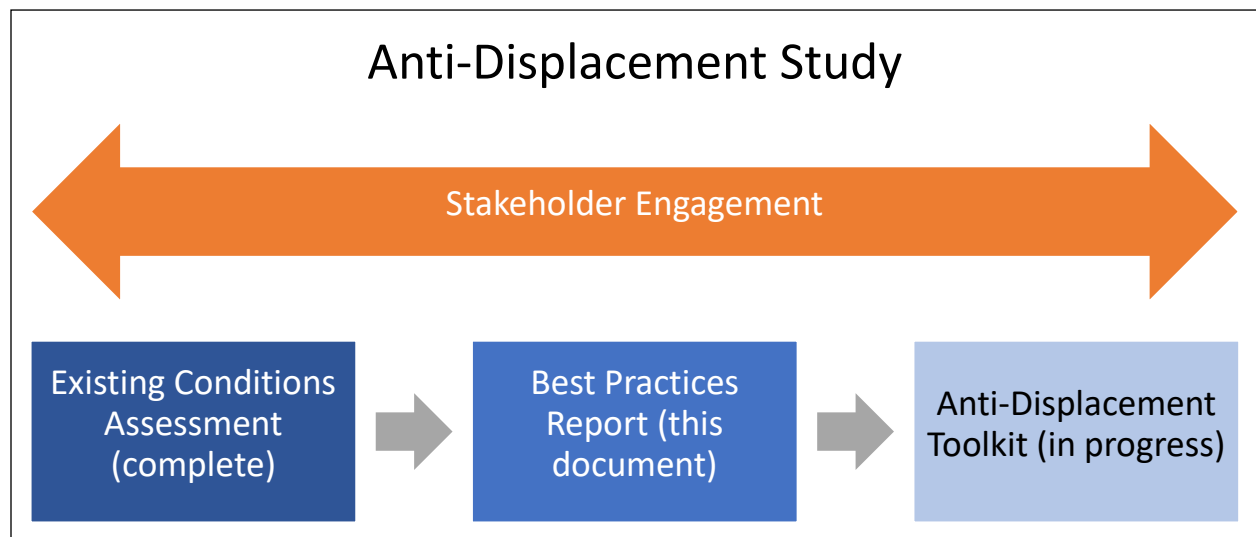 Anti-Displacement Study
Stakeholder Engagement
Existing Conditions
Assessment
(complete)
Best Practices
Report (this
document)
Anti-Displacement
Toolkit (in progress)